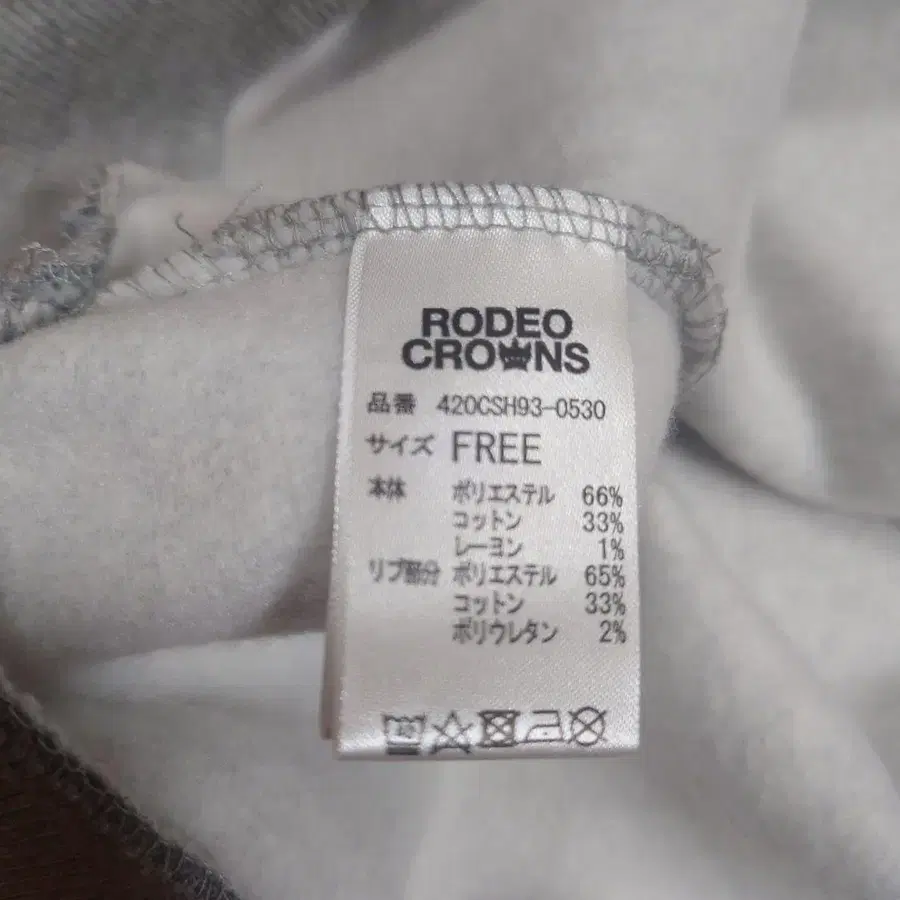 RODEO
CROWNS
品番 420CSH93-0530
サイズ FREE
本体 ポリエステル 66%
コットン 33%
レーヨン 1%
リブ部分 ポリエステル 65%
コットン 33%
ポリウレタン 2%